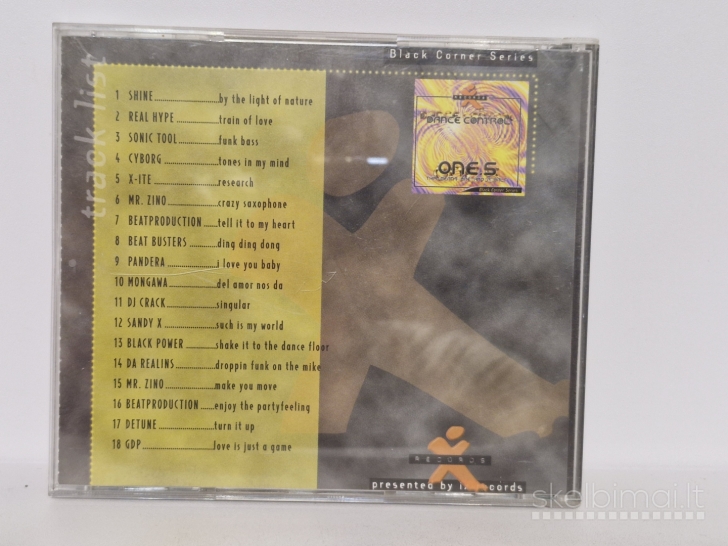 Black Corner Series
track list
1 SHINE........................by the light of nature
2 REAL HYPE................train of love
3 SONIC TOOL...............funk bass
4 CYBORG....................tones in my mind
5 X-ITE........................research
6 MR. ZINO..................crazy saxophone
7 BEATPRODUCTION......tell it to my heart
8 BEAT BUSTERS...........ding ding dong
9 PANDERA..................i love you baby
10 MONGAWA................del amor nos da
11 DJ CRACK..................singular
12 SANDY X...................such is my world
13 BLACK POWER...........shake it to the dance floor
14 DA REALINS...............droppin funk on the mike
15 MR. ZINO..................make you move
16 BEATPRODUCTION......enjoy the partyfeeling
17 DETUNE....................turn it up
18 GDP..........................love is just a game
RECORDS
DANCE CONTROL
O.N.E.S.
Black Corner Series
RECORDS
presented by
skelbimai.lt